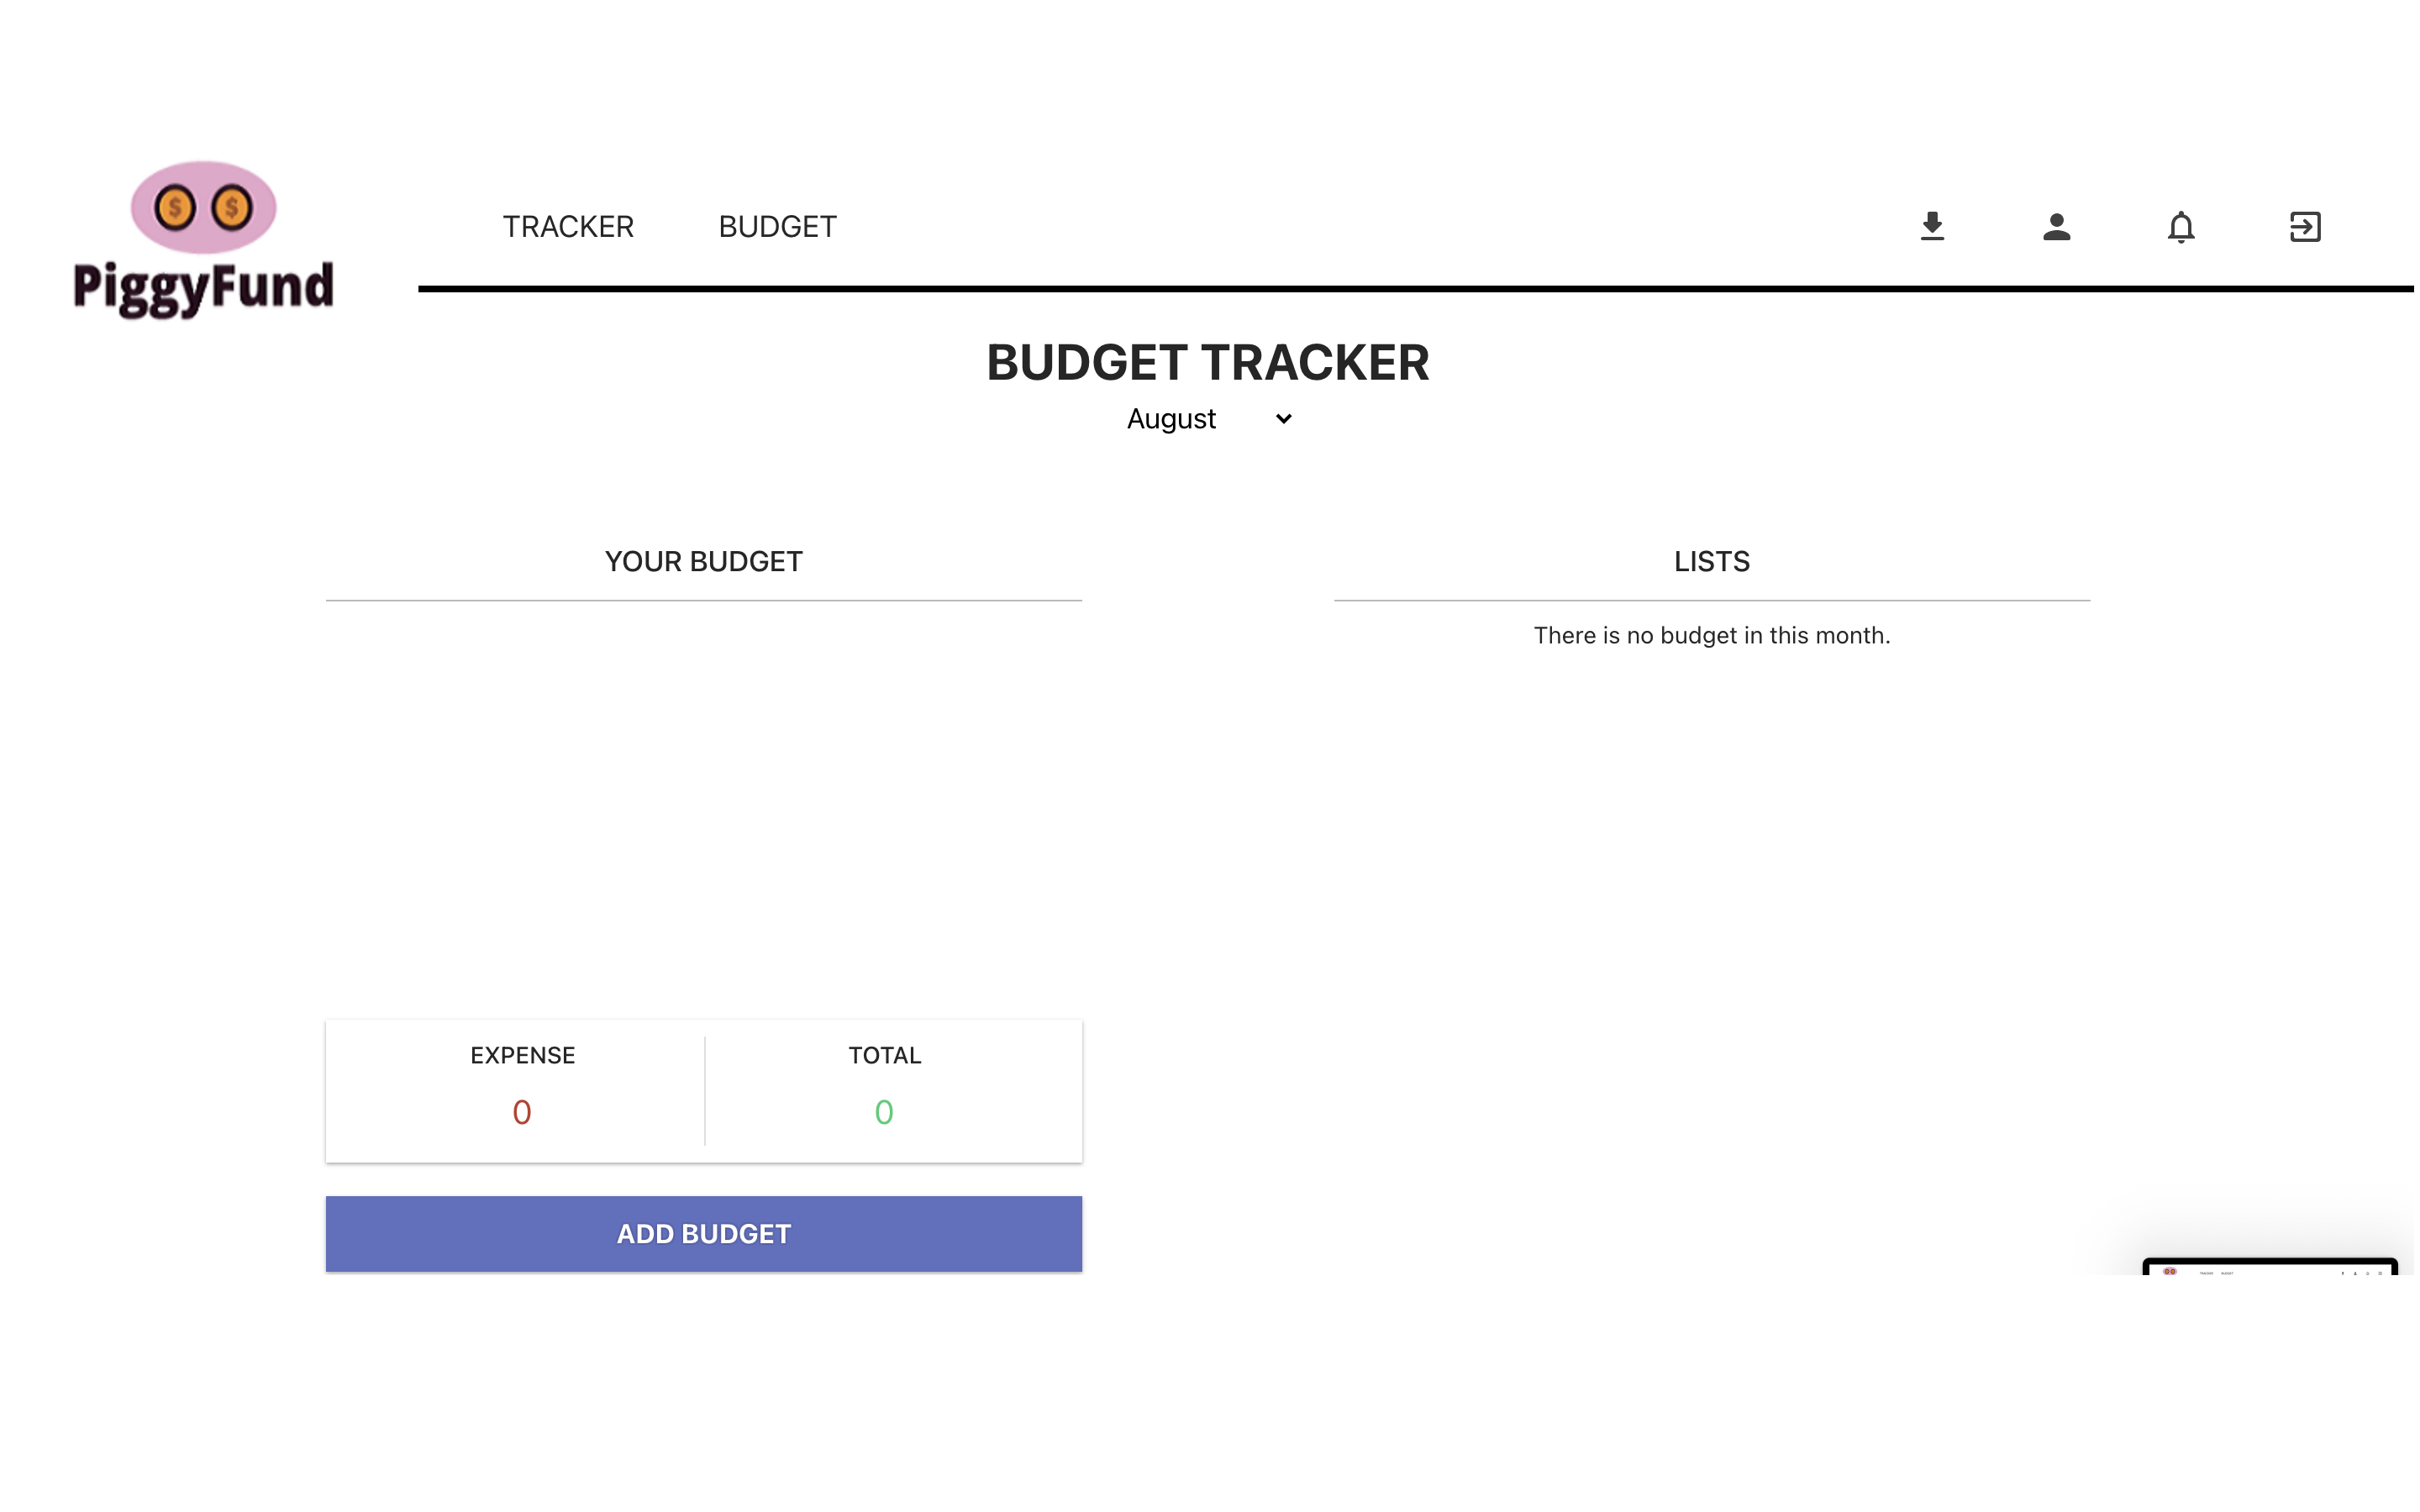 $ $
PiggyFund
TRACKER BUDGET
BUDGET TRACKER
August
YOUR BUDGET
LISTS
There is no budget in this month.
EXPENSE TOTAL
0 0
ADD BUDGET